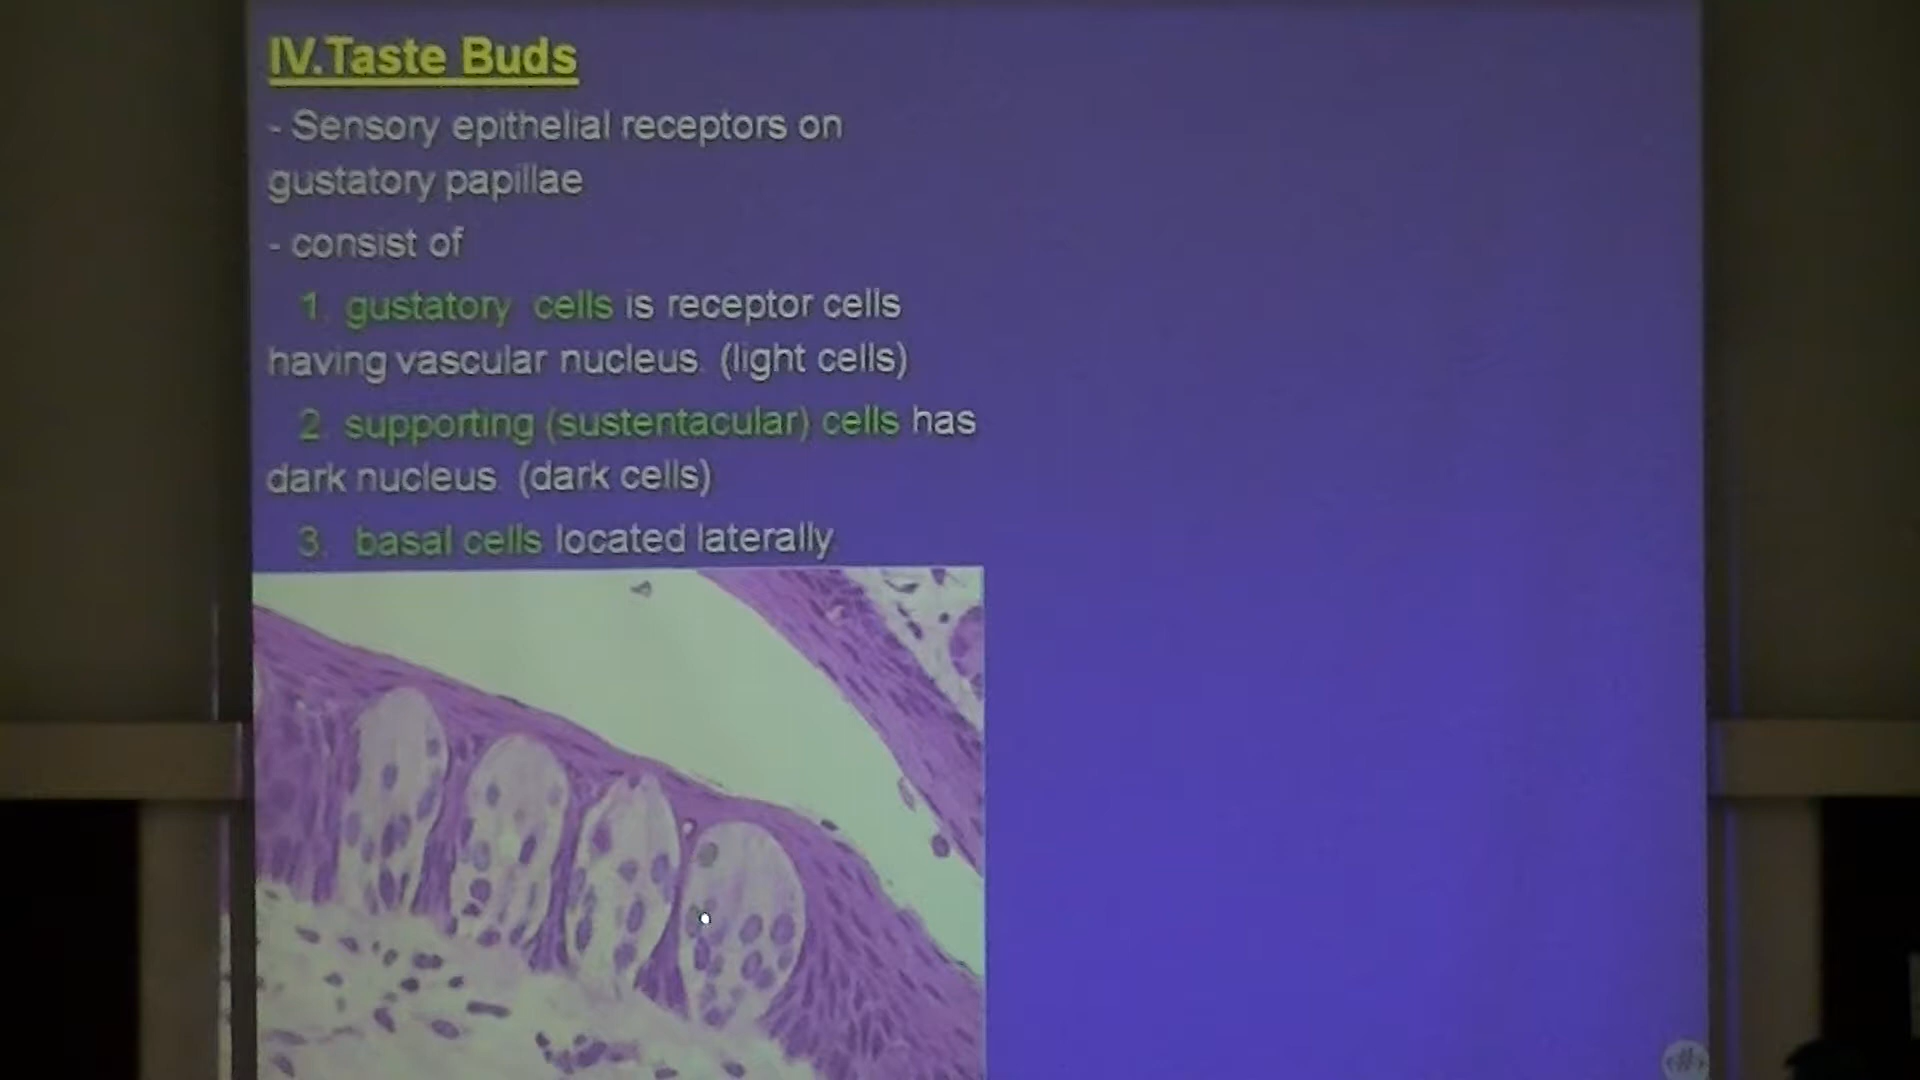 IV.Taste Buds
- Sensory epithelial receptors on
gustatory papillae
- consist of
1. gustatory cells is receptor cells
having vascular nucleus. (light cells)
2. supporting (sustentacular) cells has
dark nucleus. (dark cells)
3. basal cells located laterally
‹#›